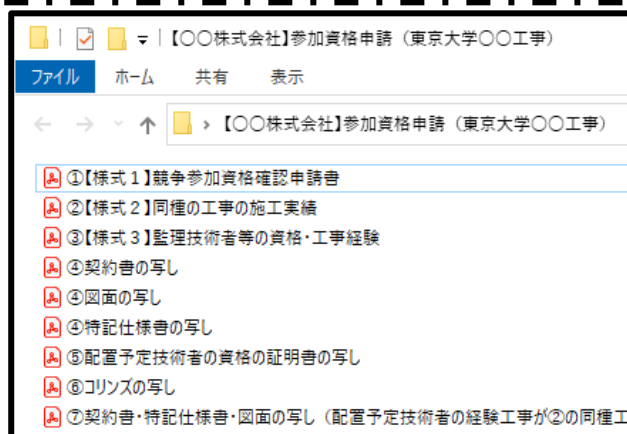 【○○株式会社】参加資格申請（東京大学○○工事）
ファイル ホーム 共有 表示
【○○株式会社】参加資格申請（東京大学○○工事）
①【様式１】競争参加資格確認申請書
②【様式２】同種の工事の施工実績
③【様式３】監理技術者等の資格・工事経験
④契約書の写し
④図面の写し
④特記仕様書の写し
⑤配置予定技術者の資格の証明書の写し
⑥コリンズの写し
⑦契約書・特記仕様書・図面の写し（配置予定技術者の経験工事が②の同種工